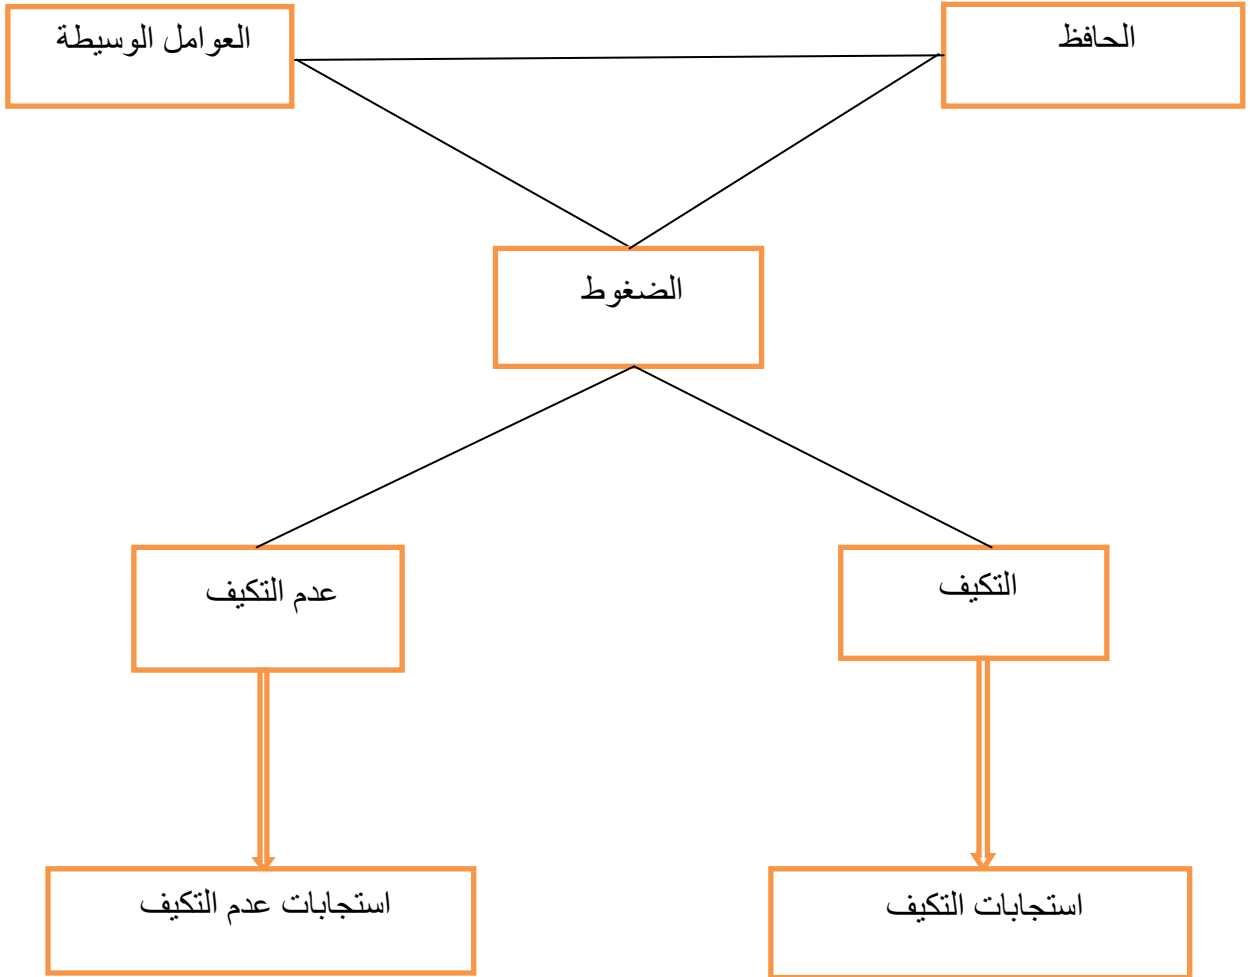 الحافظ
العوامل الوسيطة
الضغوط
التكيف
عدم التكيف
استجابات التكيف
استجابات عدم التكيف